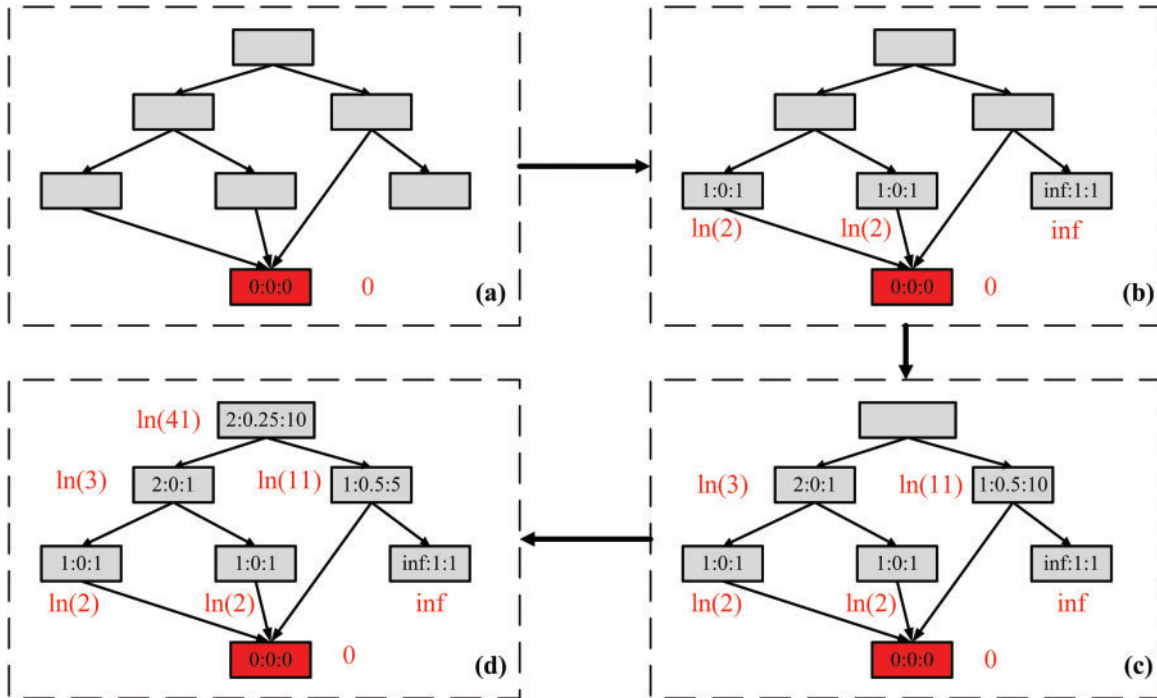 0:0:0 0 (a)
1:0:1 1:0:1 inf:1:1
ln(2) ln(2) inf
0:0:0 0 (b)
ln(41) 2:0.25:10
ln(3) ln(11)
2:0:1 1:0.5:5
1:0:1 1:0:1 inf:1:1
ln(2) ln(2) inf
0:0:0 0 (d)
ln(3) ln(11)
2:0:1 1:0.5:10
1:0:1 1:0:1 inf:1:1
ln(2) ln(2) inf
0:0:0 0 (c)